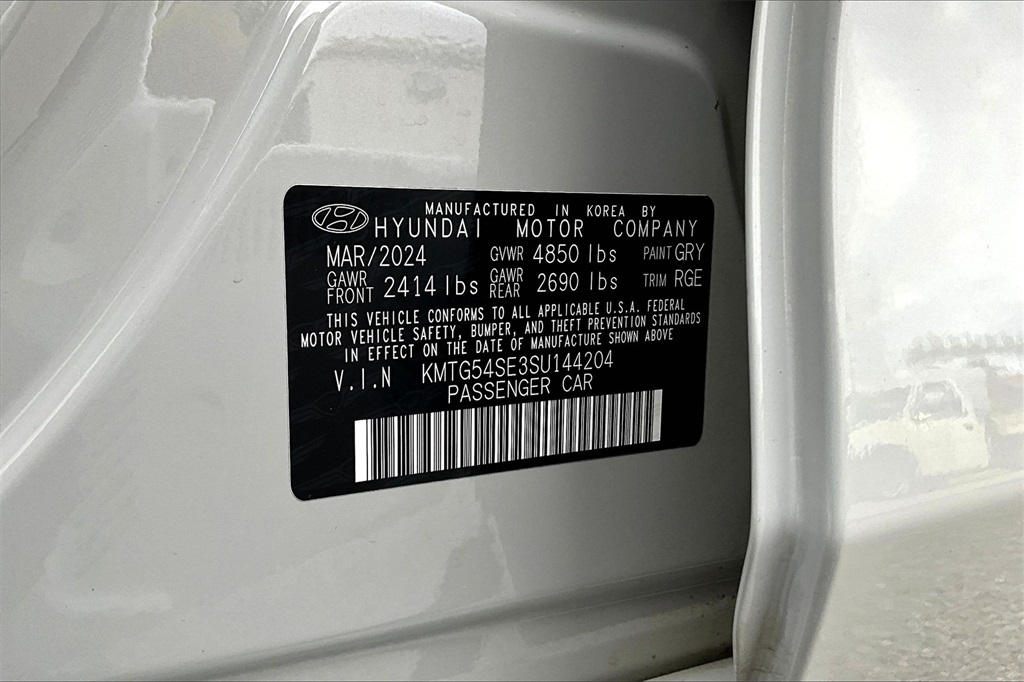 MANUFACTURED IN KOREA BY
HYUNDAI MOTOR COMPANY
MAR/2024 GVWR 4850 lbs PAINT GRY
GAWR FRONT 2414 lbs GAWR REAR 2690 lbs TRIM RGE
THIS VEHICLE CONFORMS TO ALL APPLICABLE U.S.A. FEDERAL
MOTOR VEHICLE SAFETY, BUMPER, AND THEFT PREVENTION STANDARDS
IN EFFECT ON THE DATE OF MANUFACTURE SHOWN ABOVE
V.I.N KMTG54SE3SU144204
PASSENGER CAR